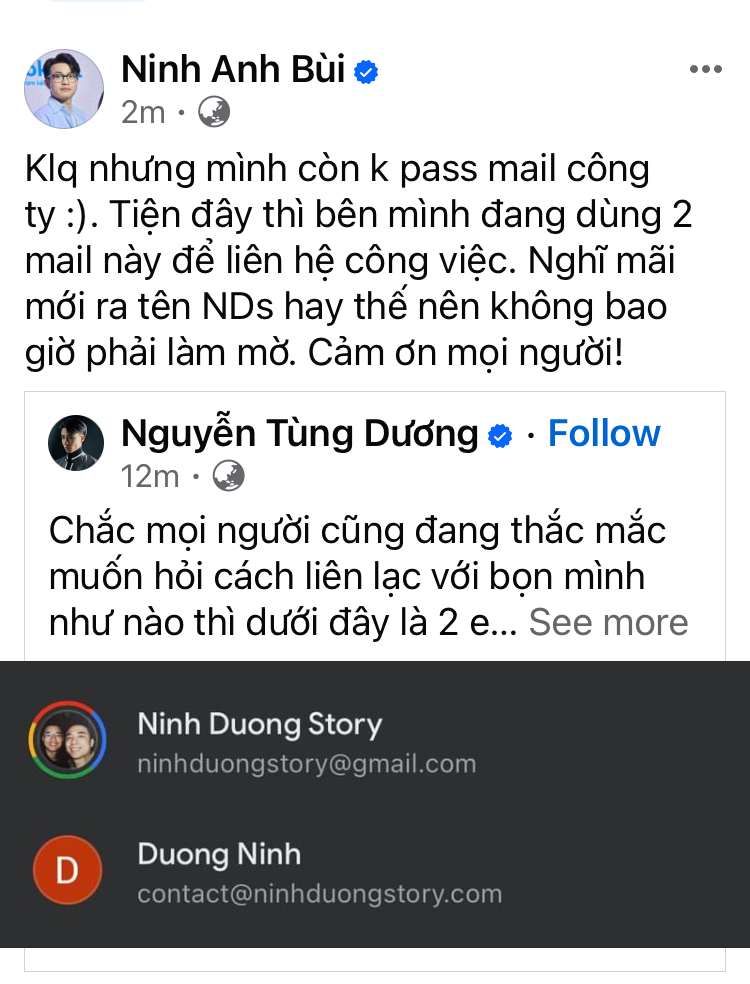 Ninh Anh Bùi
2m
Klq nhưng mình còn k pass mail công
ty :). Tiện đây thì bên mình đang dùng 2
mail này để liên hệ công việc. Nghĩ mãi
mới ra tên NDs hay thế nên không bao
giờ phải làm mờ. Cảm ơn mọi người!
Nguyễn Tùng Dương · Follow
12m
Chắc mọi người cũng đang thắc mắc
muốn hỏi cách liên lạc với bọn mình
như nào thì dưới đây là 2 e... See more
Ninh Duong Story
ninhduongstory@gmail.com
D
Duong Ninh
contact@ninhduongstory.com